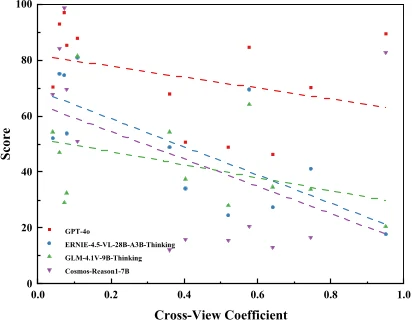 100
80
60
40
20
0
Score
GPT-4o
ERNIE-4.5-VL-28B-A3B-Thinking
GLM-4.1V-9B-Thinking
Cosmos-Reason1-7B
0.0 0.2 0.4 0.6 0.8 1.0
Cross-View Coefficient